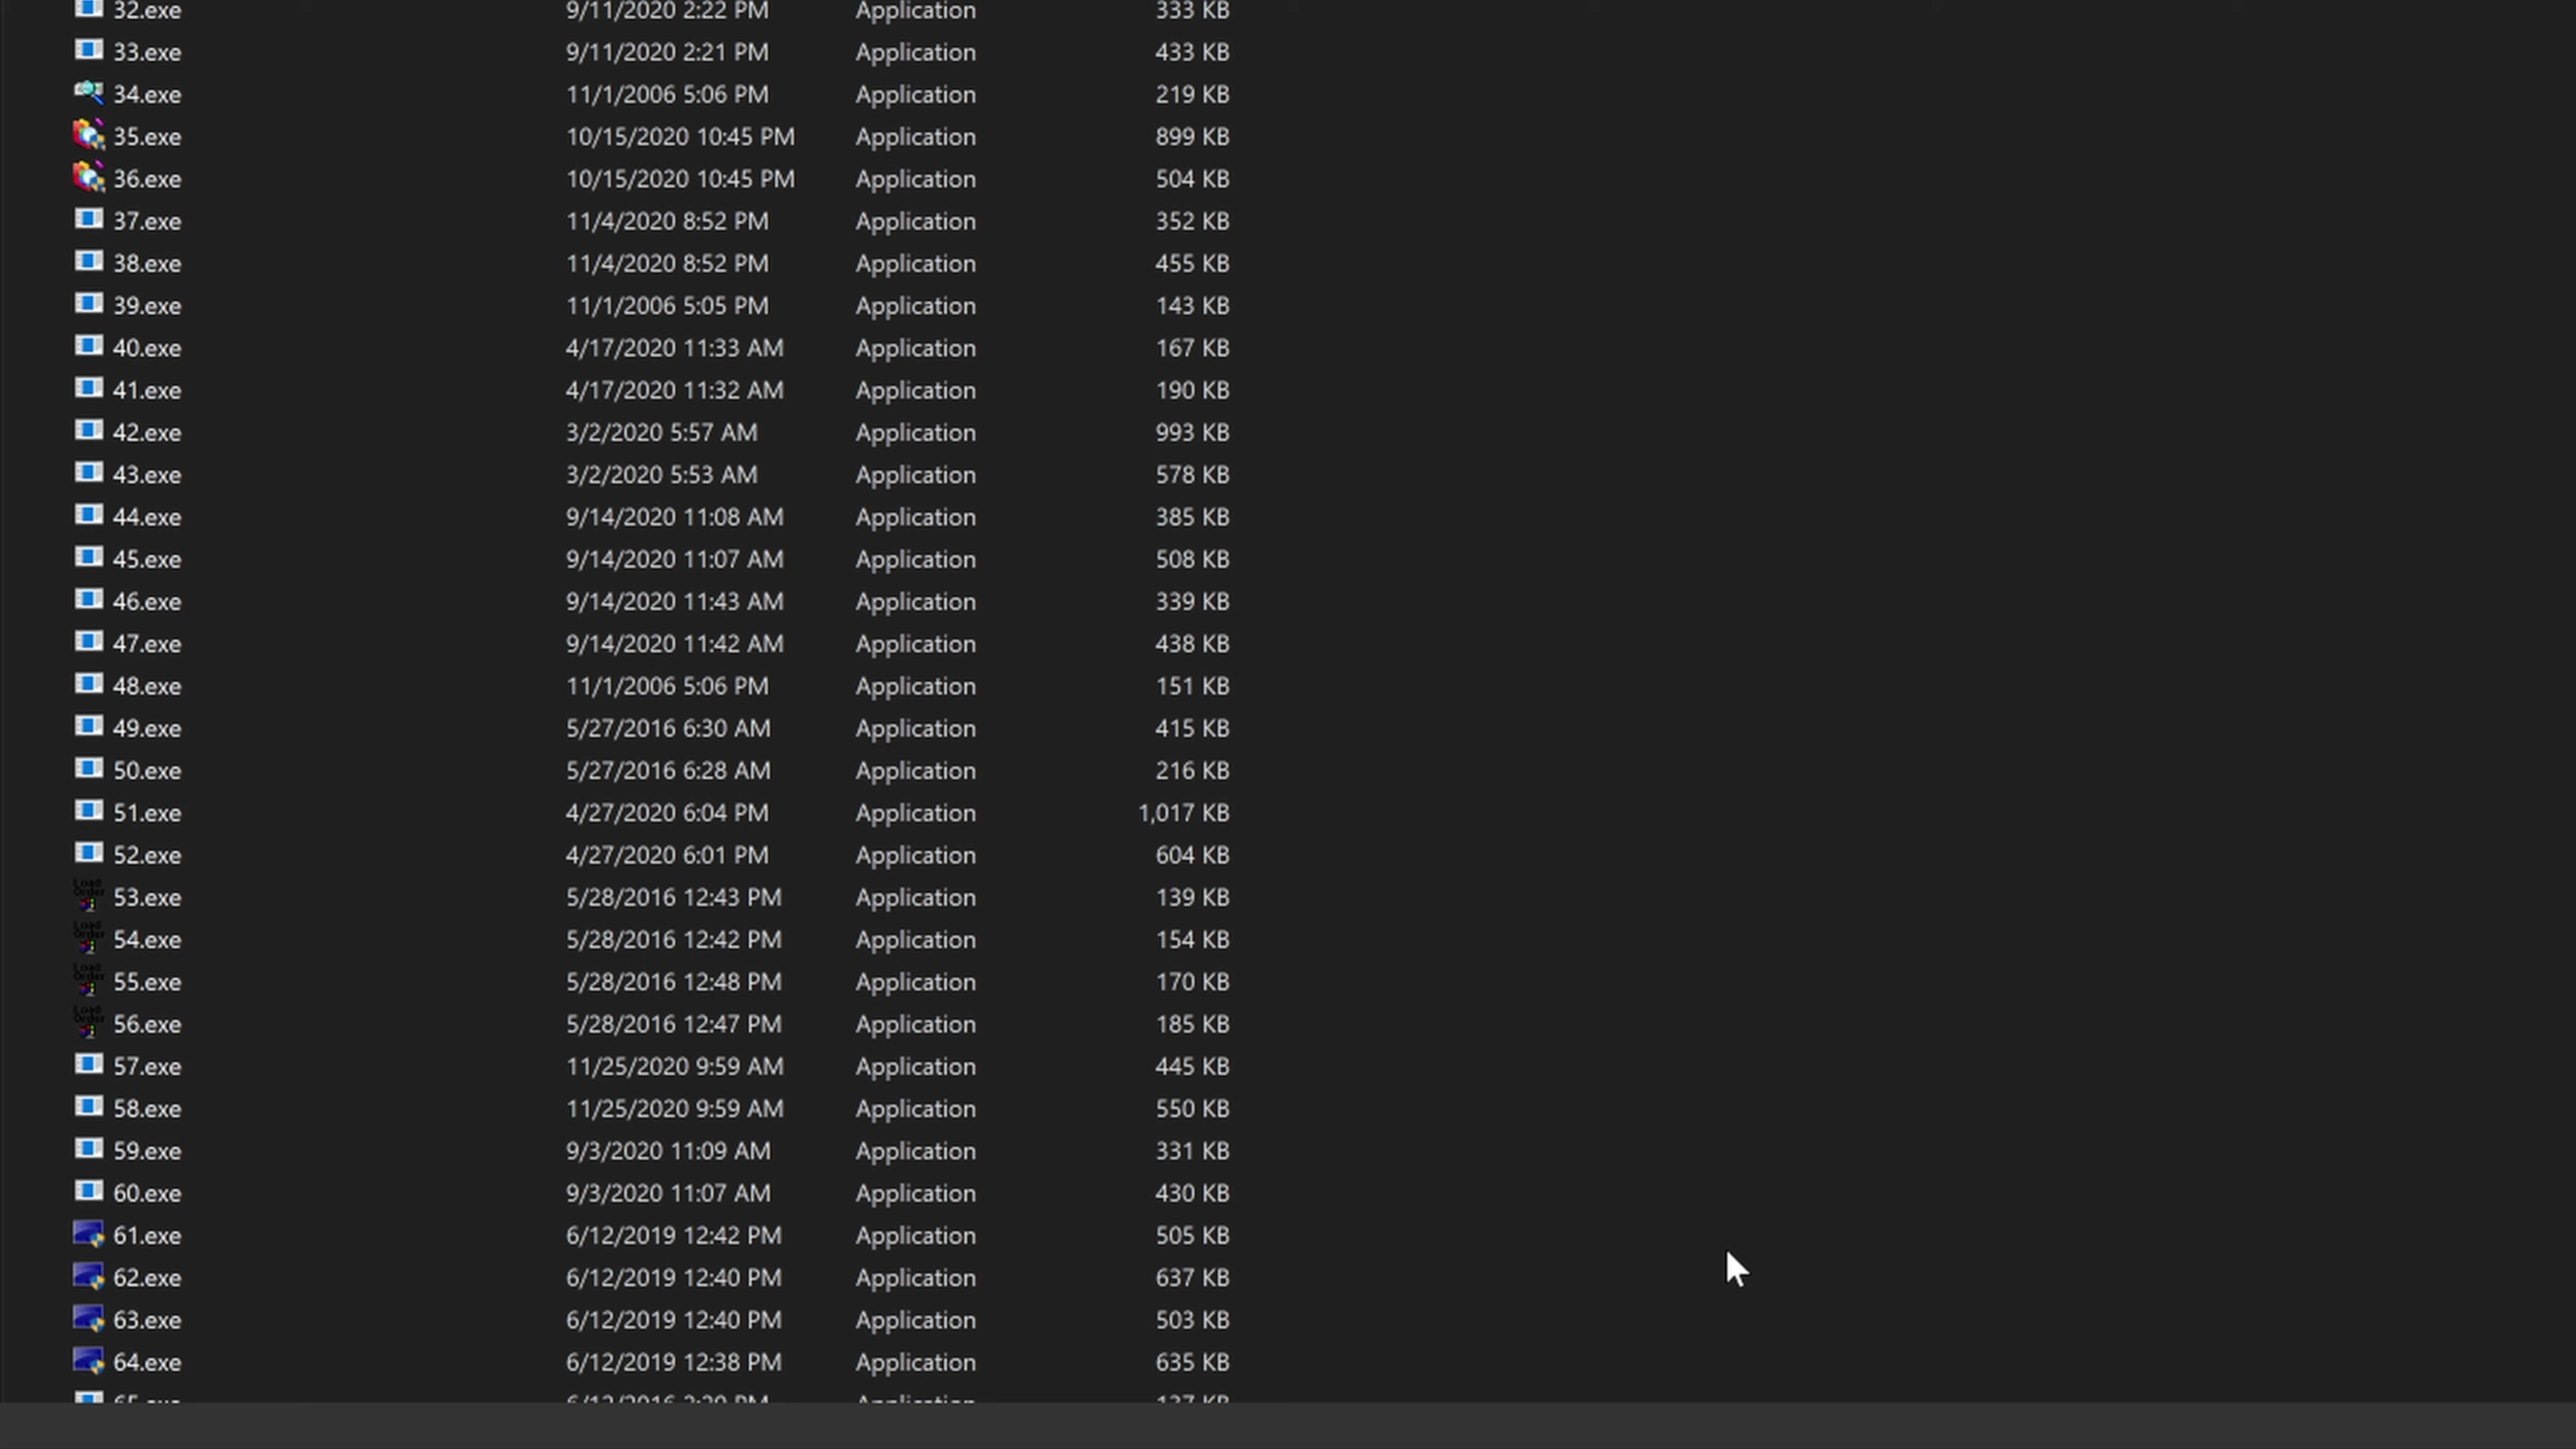 32.exe 9/11/2020 2:22 PM Application 333 KB
33.exe 9/11/2020 2:21 PM Application 433 KB
34.exe 11/1/2006 5:06 PM Application 219 KB
35.exe 10/15/2020 10:45 PM Application 899 KB
36.exe 10/15/2020 10:45 PM Application 504 KB
37.exe 11/4/2020 8:52 PM Application 352 KB
38.exe 11/4/2020 8:52 PM Application 455 KB
39.exe 11/1/2006 5:05 PM Application 143 KB
40.exe 4/17/2020 11:33 AM Application 167 KB
41.exe 4/17/2020 11:32 AM Application 190 KB
42.exe 3/2/2020 5:57 AM Application 993 KB
43.exe 3/2/2020 5:53 AM Application 578 KB
44.exe 9/14/2020 11:08 AM Application 385 KB
45.exe 9/14/2020 11:07 AM Application 508 KB
46.exe 9/14/2020 11:43 AM Application 339 KB
47.exe 9/14/2020 11:42 AM Application 438 KB
48.exe 11/1/2006 5:06 PM Application 151 KB
49.exe 5/27/2016 6:30 AM Application 415 KB
50.exe 5/27/2016 6:28 AM Application 216 KB
51.exe 4/27/2020 6:04 PM Application 1,017 KB
52.exe 4/27/2020 6:01 PM Application 604 KB
Load Order 53.exe 5/28/2016 12:43 PM Application 139 KB
Load Order 54.exe 5/28/2016 12:42 PM Application 154 KB
Load Order 55.exe 5/28/2016 12:48 PM Application 170 KB
Load Order 56.exe 5/28/2016 12:47 PM Application 185 KB
57.exe 11/25/2020 9:59 AM Application 445 KB
58.exe 11/25/2020 9:59 AM Application 550 KB
59.exe 9/3/2020 11:09 AM Application 331 KB
60.exe 9/3/2020 11:07 AM Application 430 KB
61.exe 6/12/2019 12:42 PM Application 505 KB
62.exe 6/12/2019 12:40 PM Application 637 KB
63.exe 6/12/2019 12:40 PM Application 503 KB
64.exe 6/12/2019 12:38 PM Application 635 KB